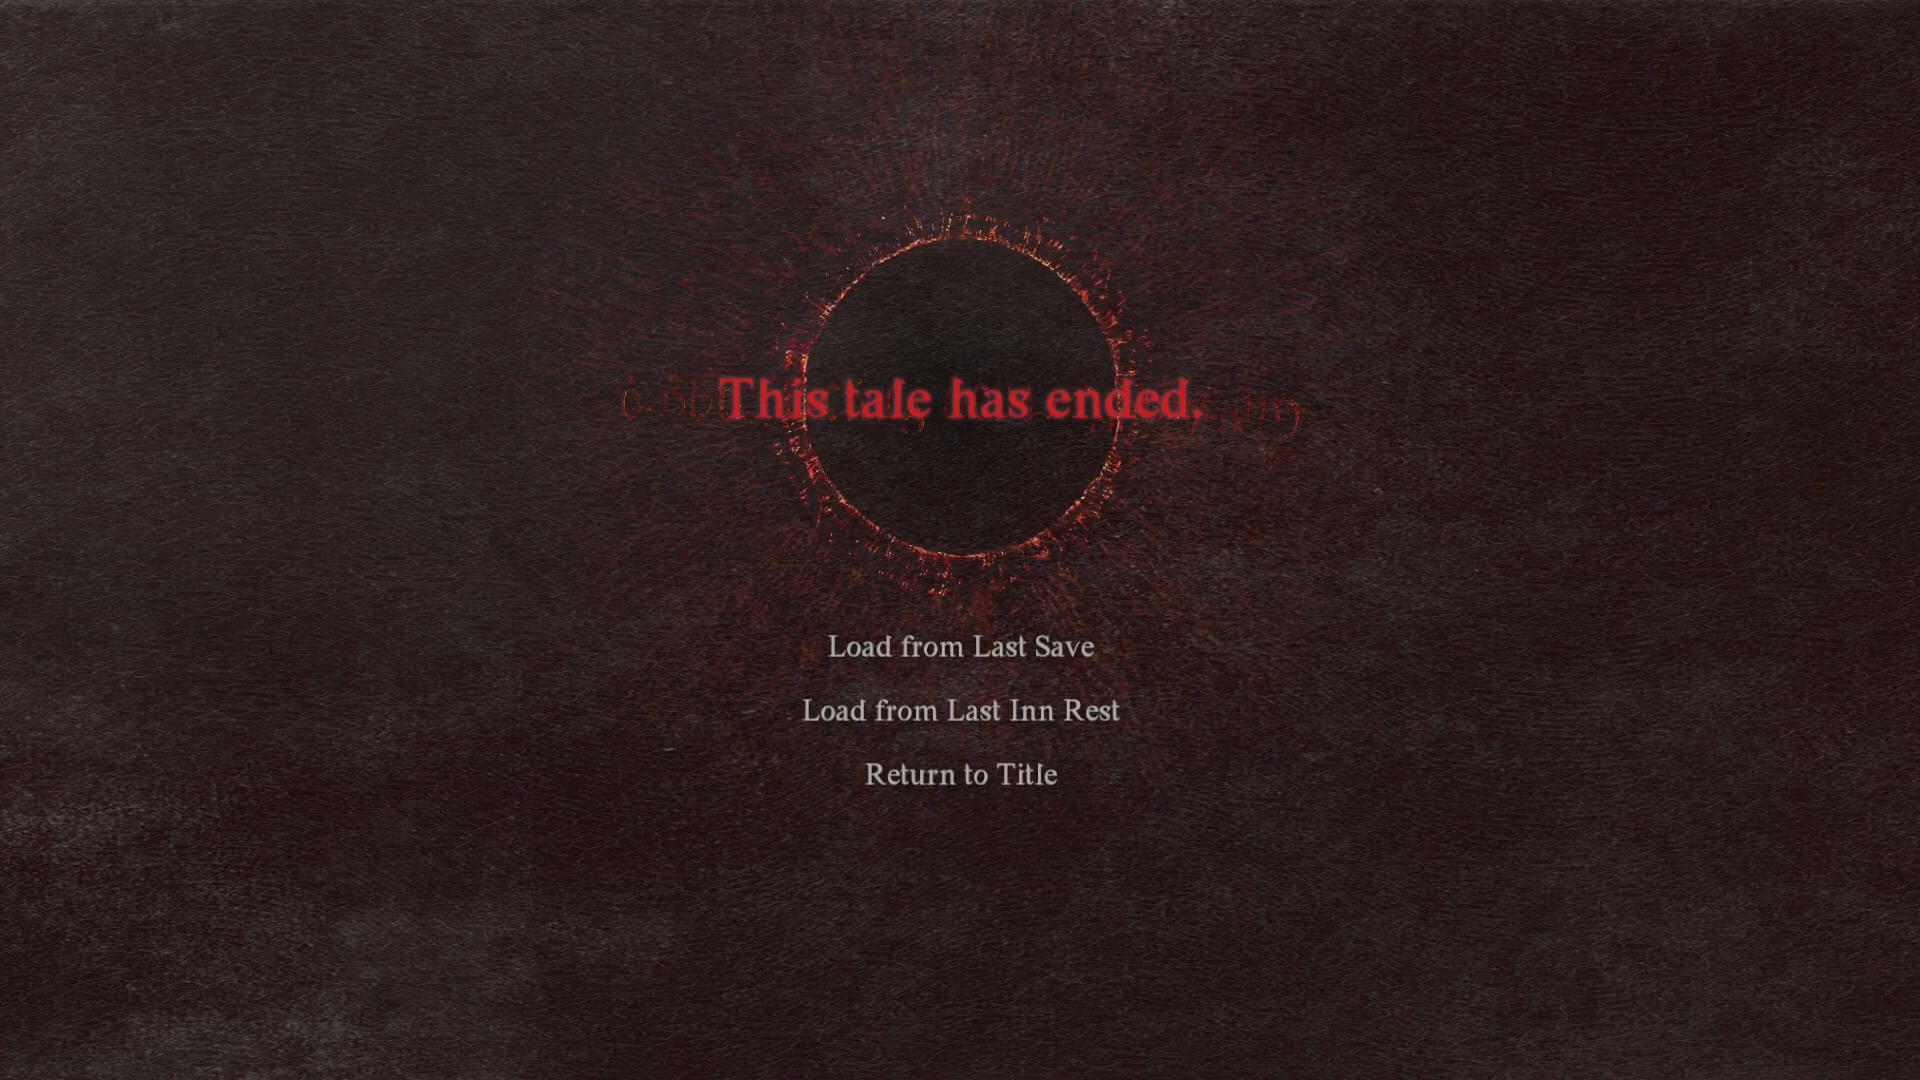 This tale has ended.
Load from Last Save
Load from Last Inn Rest
Return to Title